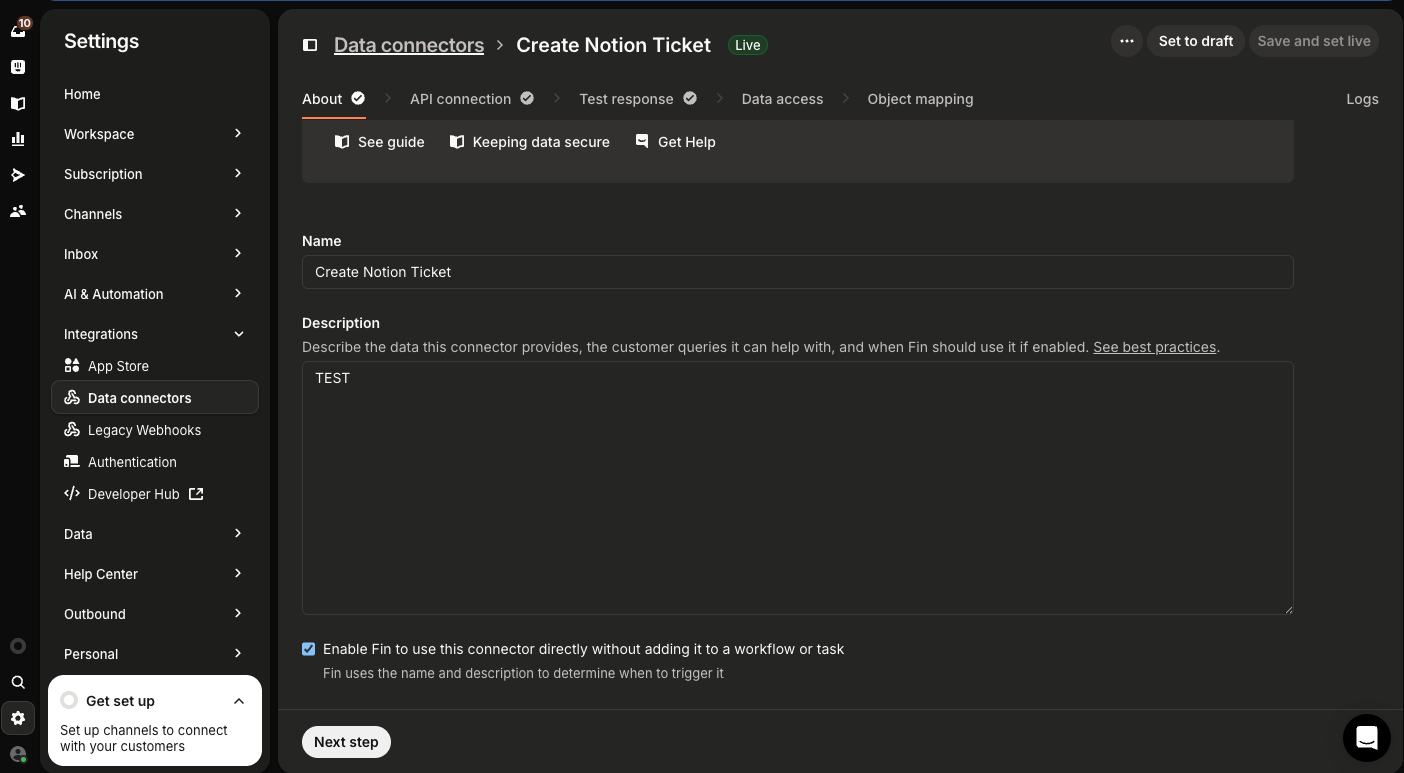 10
Settings
Home
Workspace
Subscription
Channels
Inbox
AI & Automation
Integrations
App Store
Data connectors
Legacy Webhooks
Authentication
Developer Hub
Data
Help Center
Outbound
Personal
Get set up
Set up channels to connect
with your customers
Data connectors > Create Notion Ticket Live
Set to draft Save and set live
About API connection Test response Data access Object mapping Logs
See guide Keeping data secure Get Help
Name
Create Notion Ticket
Description
Describe the data this connector provides, the customer queries it can help with, and when Fin should use it if enabled. See best practices.
TEST
Enable Fin to use this connector directly without adding it to a workflow or task
Fin uses the name and description to determine when to trigger it
Next step